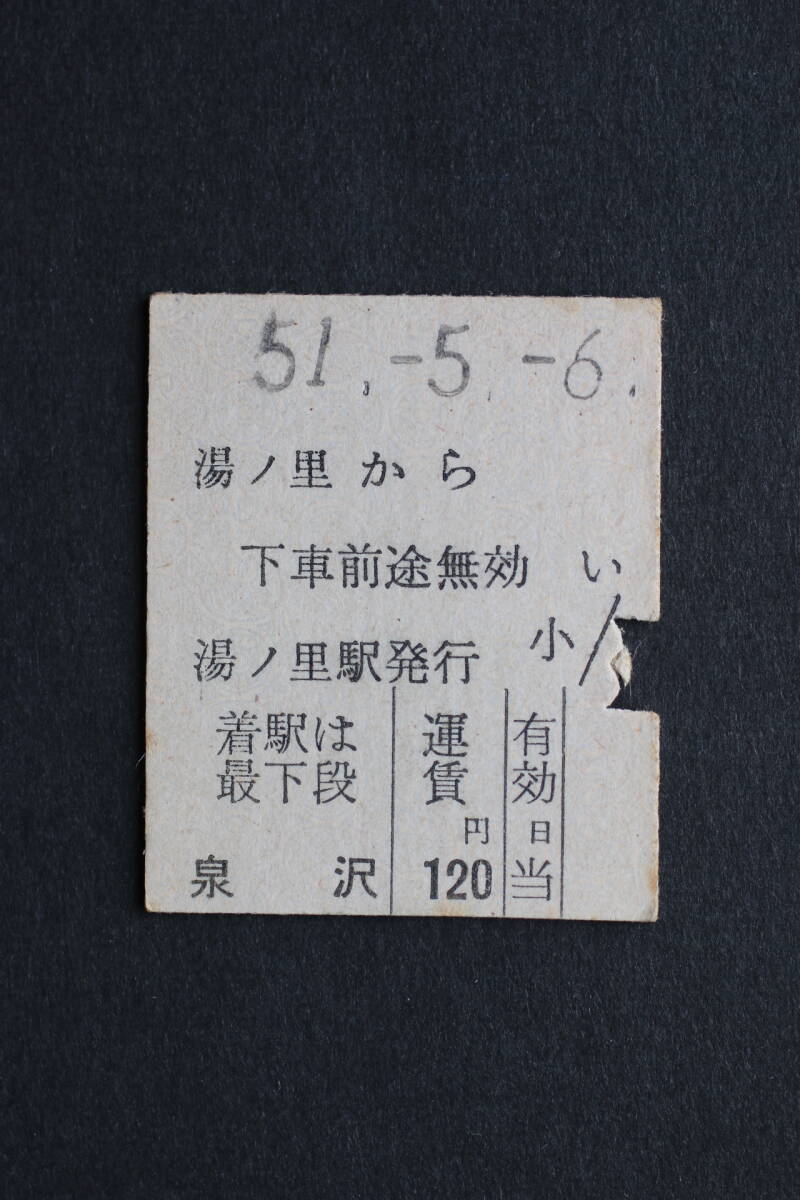 51.-5.-6.
湯ノ里から
下車前途無効 い
湯ノ里駅発行 小
着駅は 運 有
最下段 賃 効
円 日
泉沢 120 当